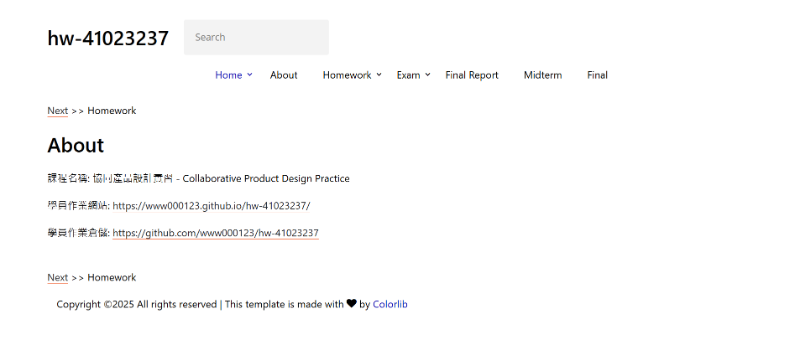 hw-41023237
Search
Home About Homework Exam Final Report Midterm Final
Next >> Homework
About
課程名稱: 協同產品設計實習 - Collaborative Product Design Practice
學員作業網站: https://www000123.github.io/hw-41023237/
學員作業倉儲: https://github.com/www000123/hw-41023237
Next >> Homework
Copyright ©2025 All rights reserved | This template is made with ♥ by Colorlib